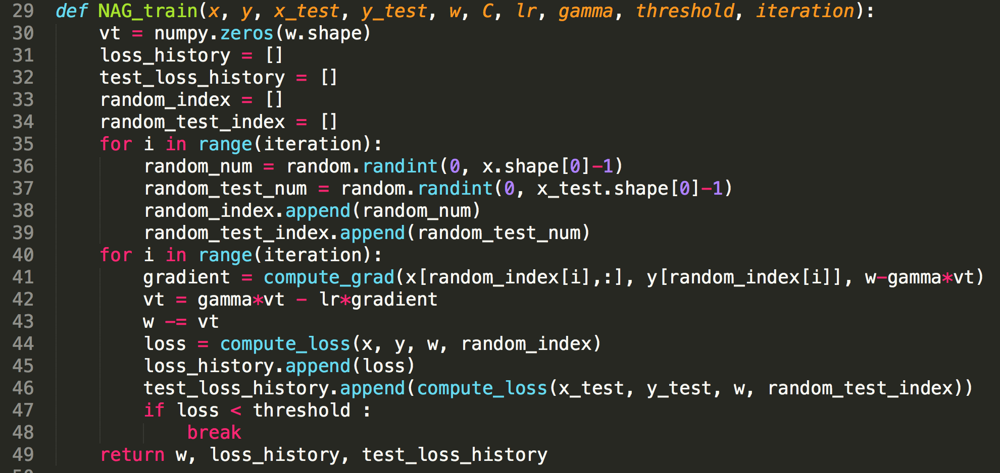 29 def NAG_train(x, y, x_test, y_test, w, C, lr, gamma, threshold, iteration):
30     vt = numpy.zeros(w.shape)
31     loss_history = []
32     test_loss_history = []
33     random_index = []
34     random_test_index = []
35     for i in range(iteration):
36         random_num = random.randint(0, x.shape[0]-1)
37         random_test_num = random.randint(0, x_test.shape[0]-1)
38         random_index.append(random_num)
39         random_test_index.append(random_test_num)
40     for i in range(iteration):
41         gradient = compute_grad(x[random_index[i],:], y[random_index[i]], w-gamma*vt)
42         vt = gamma*vt - lr*gradient
43         w -= vt
44         loss = compute_loss(x, y, w, random_index)
45         loss_history.append(loss)
46         test_loss_history.append(compute_loss(x_test, y_test, w, random_test_index))
47         if loss < threshold :
48             break
49     return w, loss_history, test_loss_history